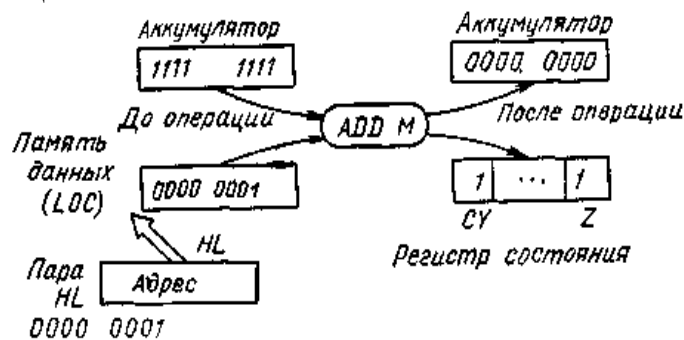 Аккумулятор
1111 1111
Аккумулятор
0000 0000
До операции
ADD M
После операции
Память
данных
(LOC)
0000 0001
1 ... 1
CY Z
HL
Регистр состояния
Пара
HL
Адрес
0000 0001